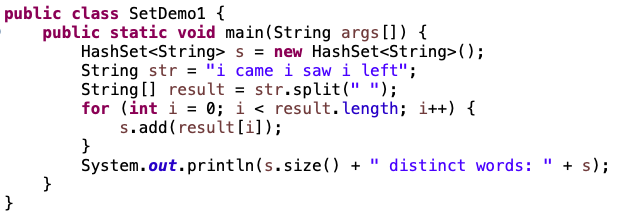 public class SetDemo1 {
    public static void main(String args[]) {
        HashSet<String> s = new HashSet<String>();
        String str = "i came i saw i left";
        String[] result = str.split(" ");
        for (int i = 0; i < result.length; i++) {
            s.add(result[i]);
        }
        System.out.println(s.size() + " distinct words: " + s);
    }
}